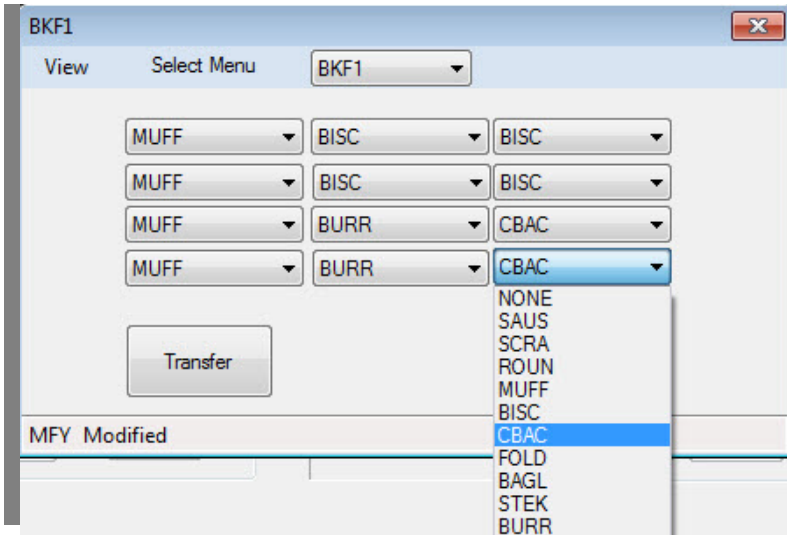 BKF1
View Select Menu BKF1
MUFF BISC BISC
MUFF BISC BISC
MUFF BURR CBAC
MUFF BURR CBAC
NONE
SAUS
SCRA
ROUN
Transfer
MUFF
BISC
MFY Modified
CBAC
FOLD
BAGL
STEK
BURR